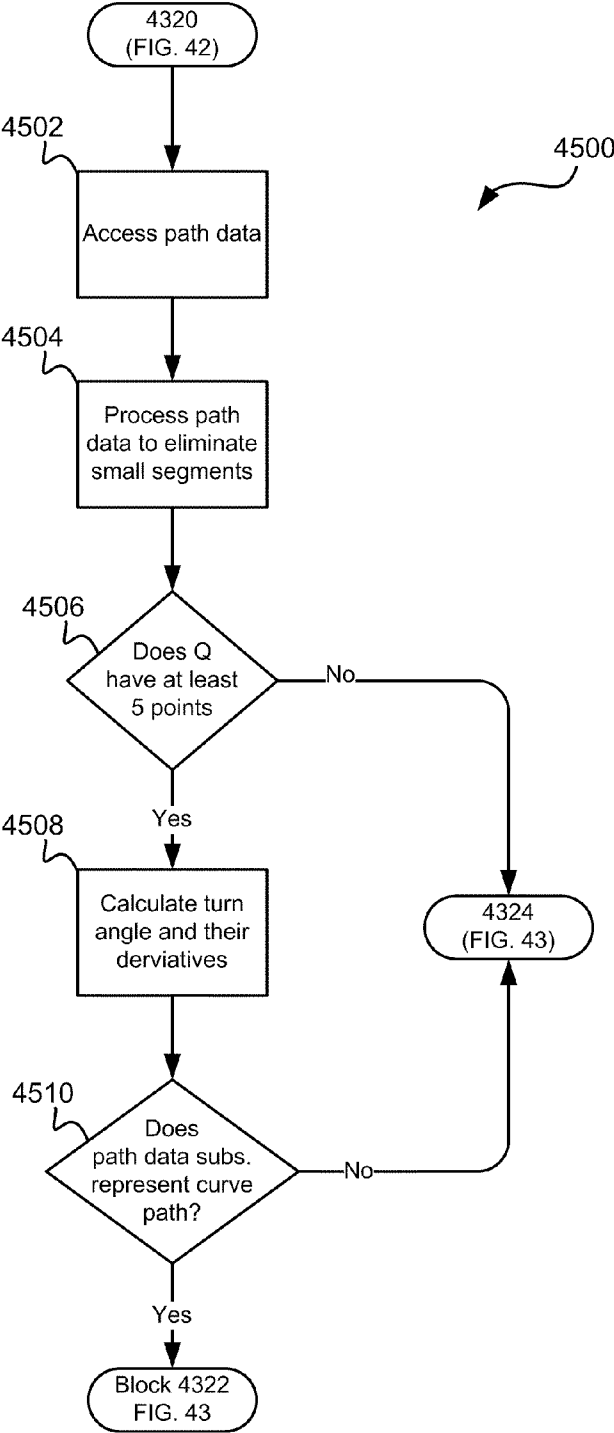 4320
(FIG. 42)
4502
4500
Access path data
4504
Process path
data to eliminate
small segments
4506
Does Q
have at least
5 points
No
Yes
4508
Calculate turn
angle and their
derviatives
4324
(FIG. 43)
4510
Does
path data subs.
represent curve
path?
No
Yes
Block 4322
FIG. 43